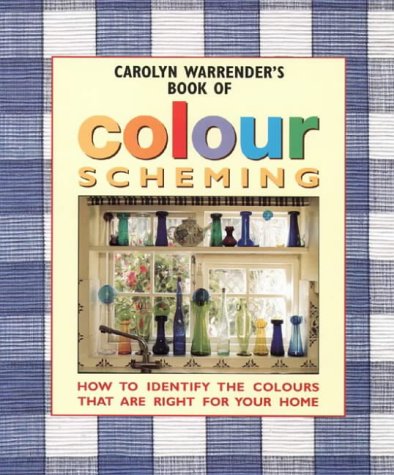 CAROLYN WARRENDER'S
BOOK OF
colour
SCHEMING
HOW TO IDENTIFY THE COLOURS
THAT ARE RIGHT FOR YOUR HOME